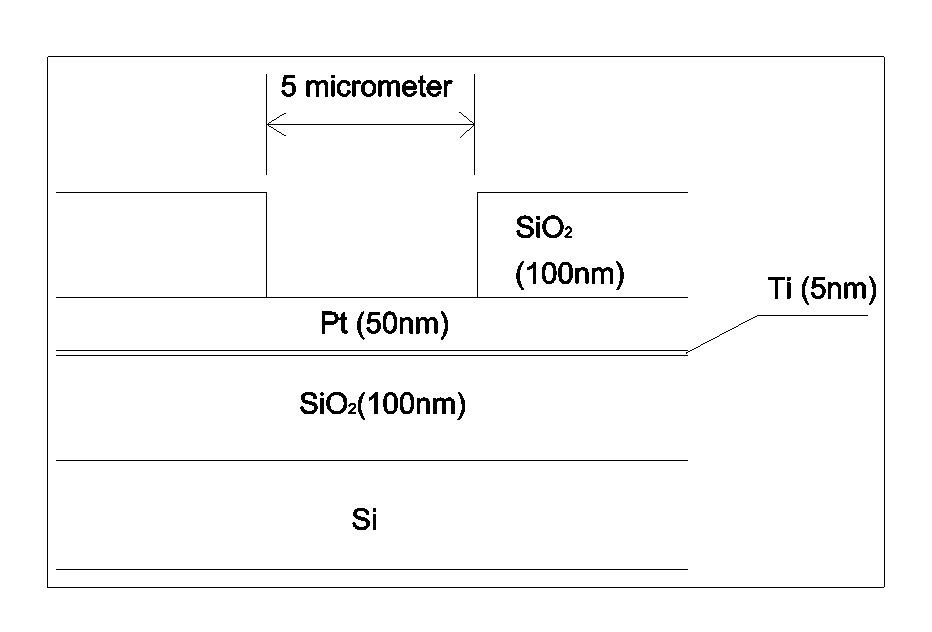 5 micrometer
SiO₂
(100nm)
Ti (5nm)
Pt (50nm)
SiO₂(100nm)
Si